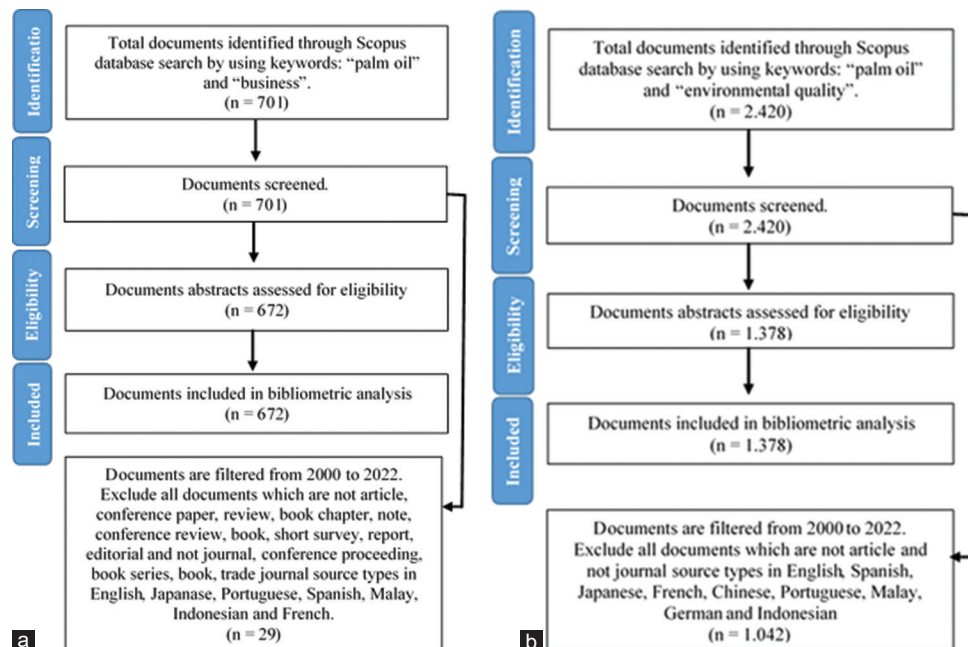 Identificatio
Total documents identified through Scopus
database search by using keywords: “palm oil”
and “business”.
(n = 701)
Screening
Documents screened.
(n = 701)
Eligibility
Documents abstracts assessed for eligibility
(n = 672)
Included
Documents included in bibliometric analysis
(n = 672)
Documents are filtered from 2000 to 2022.
Exclude all documents which are not article,
conference paper, review, book chapter, note,
conference review, book, short survey, report,
editorial and not journal, conference proceeding,
book series, book, trade journal source types in
English, Japanase, Portuguese, Spanish, Malay,
Indonesian and French.
(n = 29)
a
Identification
Total documents identified through Scopus
database search by using keywords: “palm oil”
and “environmental quality”.
(n = 2.420)
Screening
Documents screened.
(n = 2.420)
Eligibility
Documents abstracts assessed for eligibility
(n = 1.378)
Included
Documents included in bibliometric analysis
(n = 1.378)
Documents are filtered from 2000 to 2022.
Exclude all documents which are not article and
not journal source types in English, Spanish,
Japanese, French, Chinese, Portuguese, Malay,
German and Indonesian
(n = 1.042)
b